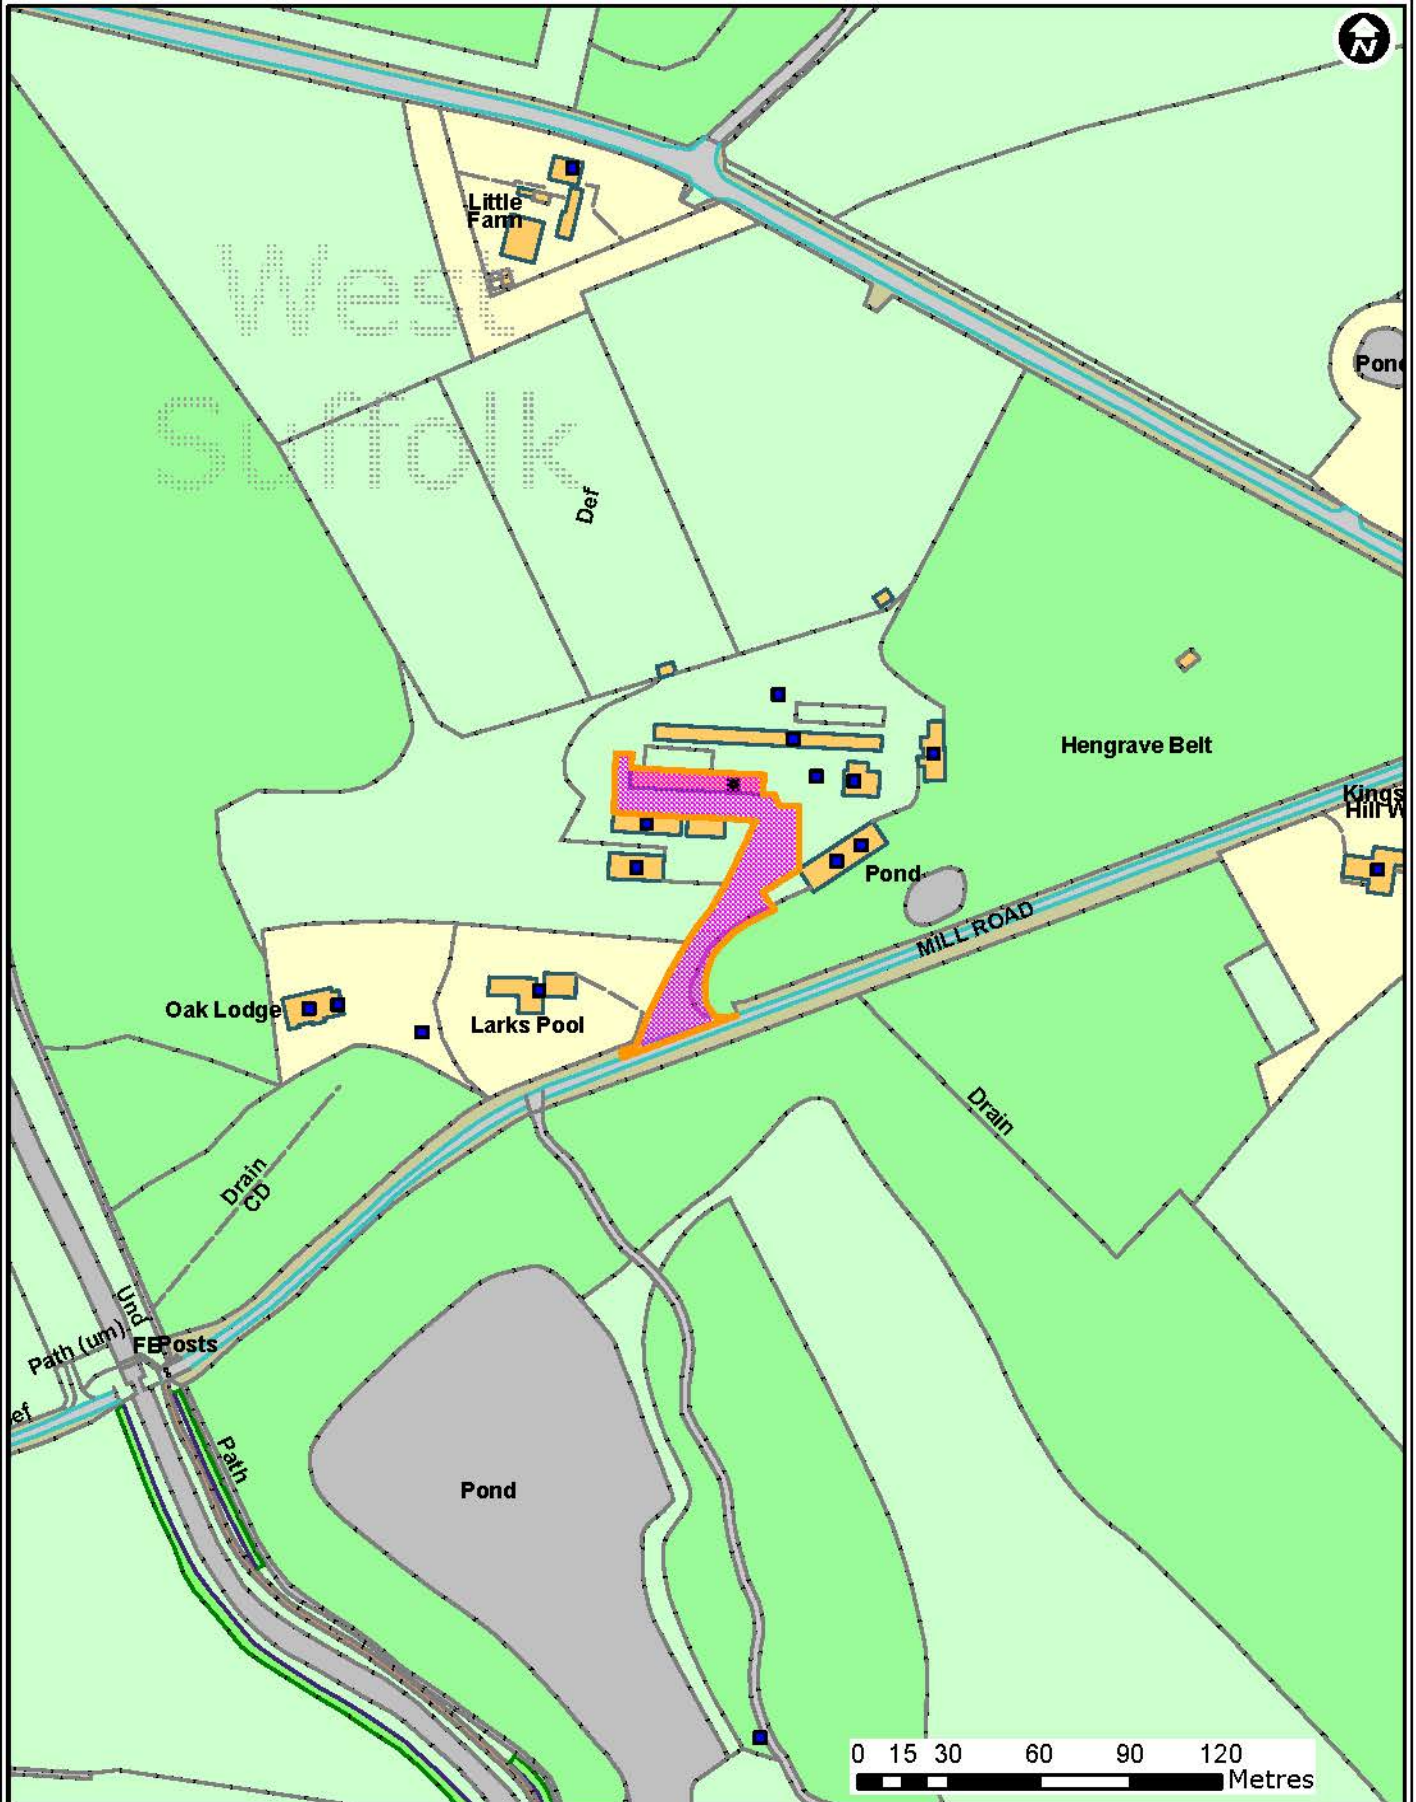 N
Little
Farm
West
Suffolk
Pond
Def
Hengrave Belt
Kings
Hill W
Pond
MILL ROAD
Oak Lodge
Larks Pool
Drain
Drain
CD
Und
Path (um)
FB
Posts
ef
Path
Pond
0 15 30 60 90 120
Metres